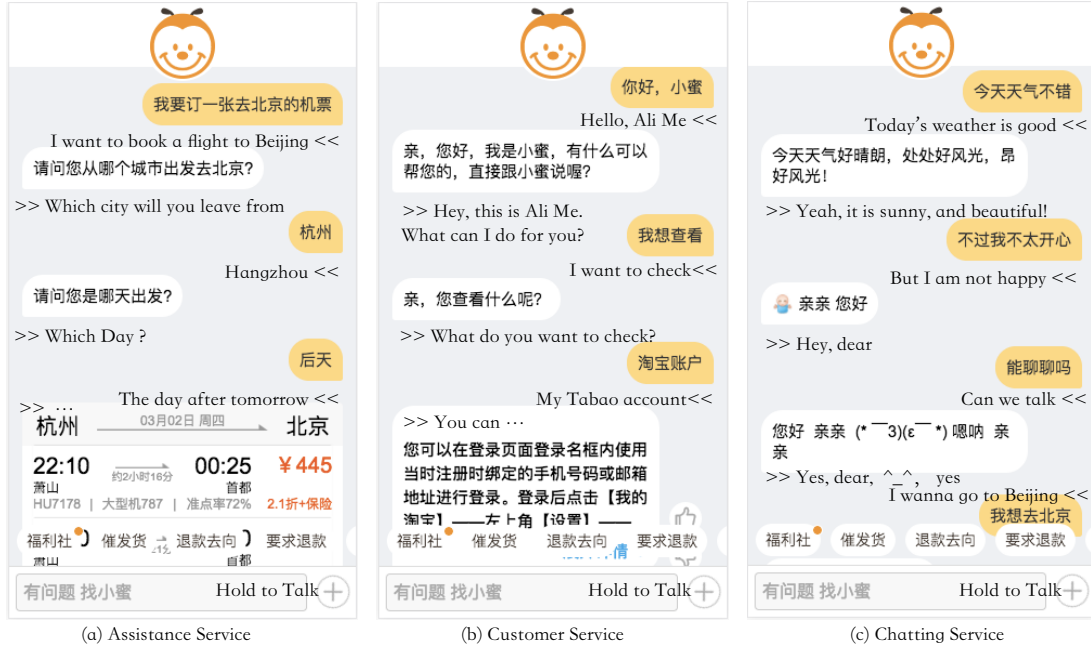 我要订一张去北京的机票
I want to book a flight to Beijing <<
请问您从哪个城市出发去北京?
>> Which city will you leave from
杭州
Hangzhou <<
请问您是哪天出发?
>> Which Day ?
后天
The day after tomorrow <<
>> ...
杭州 03月02日 周四 北京
22:10 00:25 ¥445
约2小时16分
萧山 首都
HU7178 | 大型机787 | 准点率72% 2.1折+保险
福利社 催发货 退款去向 要求退款
萧山 首都
有问题 找小蜜 Hold to Talk
(a) Assistance Service
你好，小蜜
Hello, Ali Me <<
亲，您好，我是小蜜，有什么可以
帮您的，直接跟小蜜说喔?
>> Hey, this is Ali Me.
What can I do for you?
我想查看
I want to check<<
亲，您查看什么呢?
>> What do you want to check?
淘宝账户
My Tabao account<<
>> You can ...
您可以在登录页面登录名框内使用
当时注册时绑定的手机号码或邮箱
地址进行登录。登录后点击【我的
淘宝】——左上角【设置】——
福利社 催发货 退款去向 要求退款
有问题 找小蜜 Hold to Talk
(b) Customer Service
今天天气不错
Today's weather is good <<
今天天气好晴朗，处处好风光，昂
好风光!
>> Yeah, it is sunny, and beautiful!
不过我不太开心
But I am not happy <<
亲亲 您好
>> Hey, dear
能聊聊吗
Can we talk <<
您好 亲亲 (* ￣3)(ε￣ *) 嗯呐 亲
亲
>> Yes, dear, ^_^, yes
I wanna go to Beijing <<
我想去北京
福利社 催发货 退款去向 要求退款
有问题 找小蜜 Hold to Talk
(c) Chatting Service